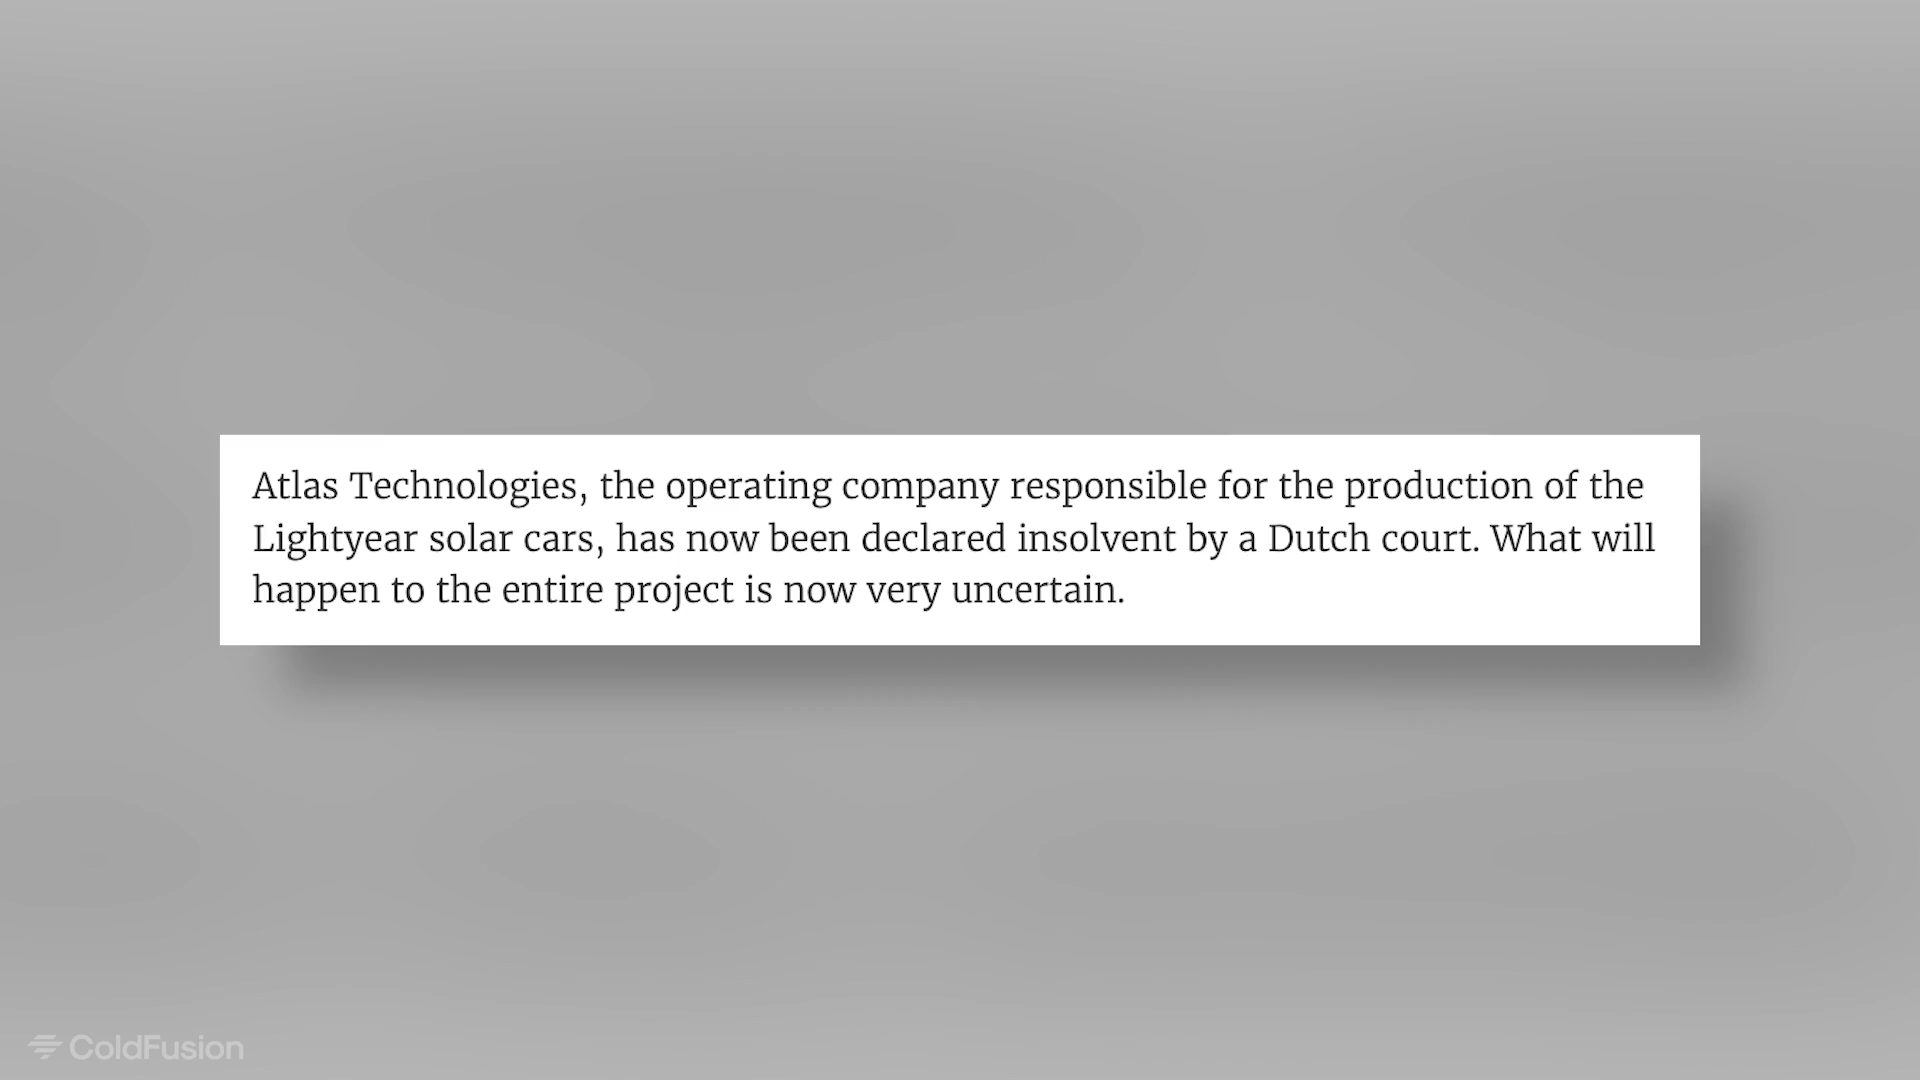 Atlas Technologies, the operating company responsible for the production of the
Lightyear solar cars, has now been declared insolvent by a Dutch court. What will
happen to the entire project is now very uncertain.
ColdFusion